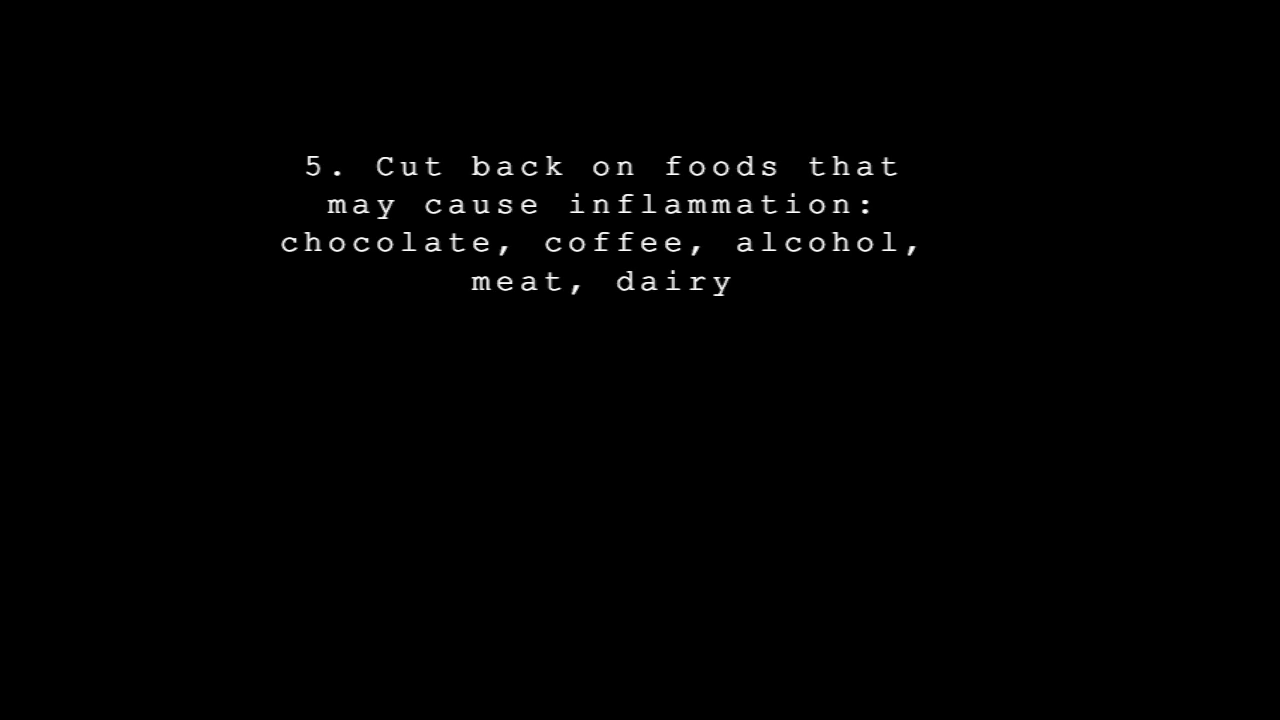 5. Cut back on foods that
may cause inflammation:
chocolate, coffee, alcohol,
meat, dairy